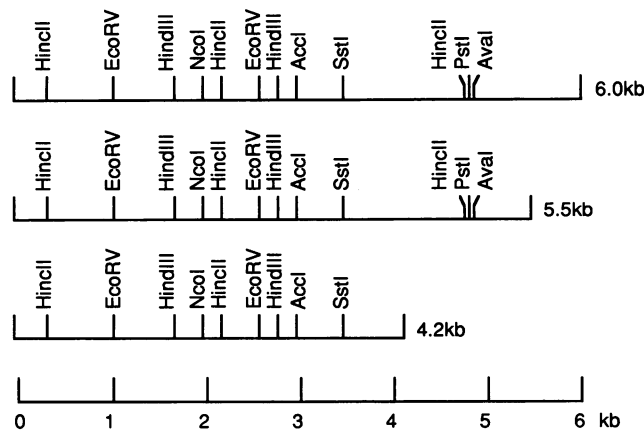 HincII EcoRV HindIII NcoI HincII EcoRV HindIII AccI SstI HincII PstI AvaI
6.0kb
HincII EcoRV HindIII NcoI HincII EcoRV HindIII AccI SstI HincII PstI AvaI
5.5kb
HincII EcoRV HindIII NcoI HincII EcoRV HindIII AccI SstI
4.2kb
0 1 2 3 4 5 6 kb